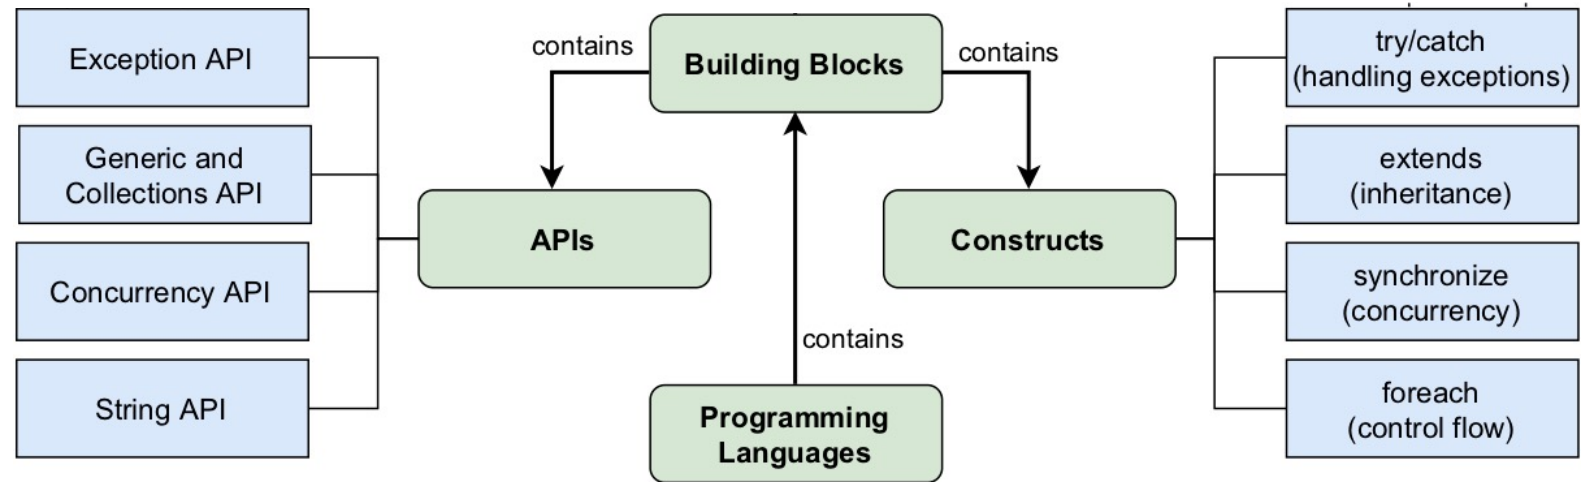 Exception API
Generic and
Collections API
Concurrency API
String API
contains
Building Blocks
contains
APIs
Constructs
contains
Programming
Languages
try/catch
(handling exceptions)
extends
(inheritance)
synchronize
(concurrency)
foreach
(control flow)